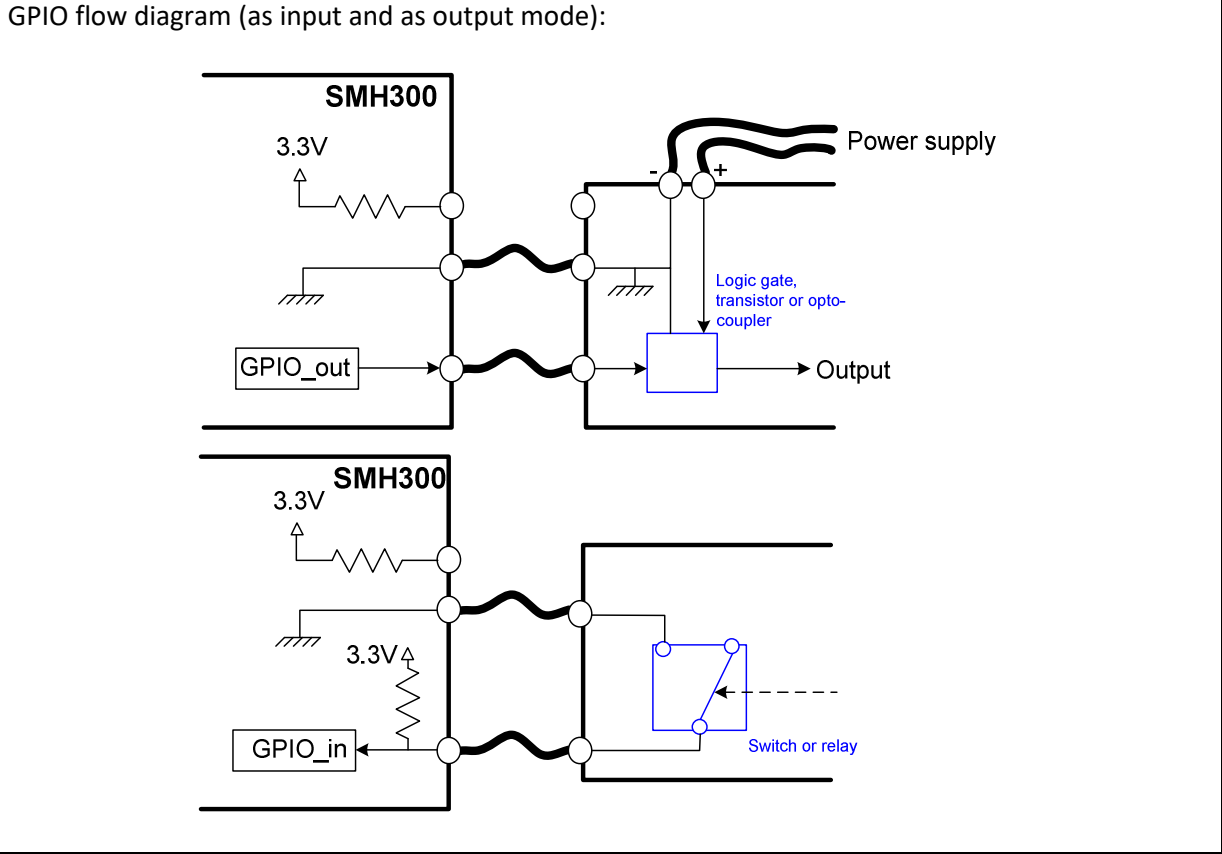 GPIO flow diagram (as input and as output mode):
SMH300
3.3V
Power supply
- +
Logic gate,
transistor or opto-
coupler
GPIO_out
Output
SMH300
3.3V
3.3V
GPIO_in
Switch or relay